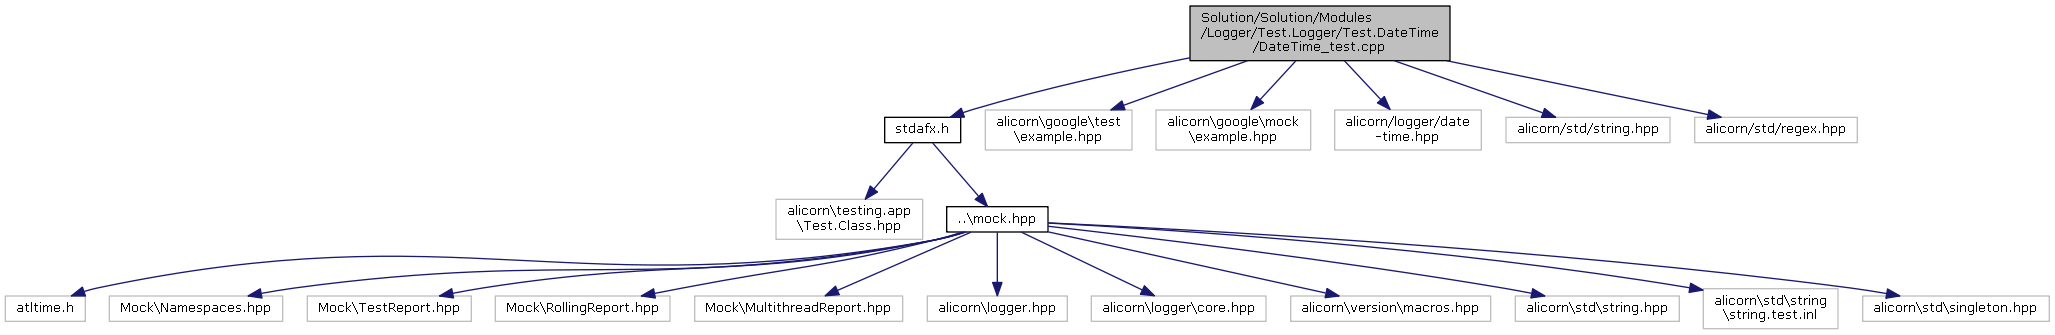 Solution/Solution/Modules
/Logger/Test.Logger/Test.DateTime
/DateTime_test.cpp
stdafx.h
alicorn\google\test
\example.hpp
alicorn\google\mock
\example.hpp
alicorn/logger/date
-time.hpp
alicorn/std/string.hpp
alicorn/std/regex.hpp
alicorn\testing.app
\Test.Class.hpp
..\mock.hpp
atltime.h
Mock\Namespaces.hpp
Mock\TestReport.hpp
Mock\RollingReport.hpp
Mock\MultithreadReport.hpp
alicorn\logger.hpp
alicorn\logger\core.hpp
alicorn\version\macros.hpp
alicorn\std\string.hpp
alicorn\std\string
\string.test.inl
alicorn\std\singleton.hpp